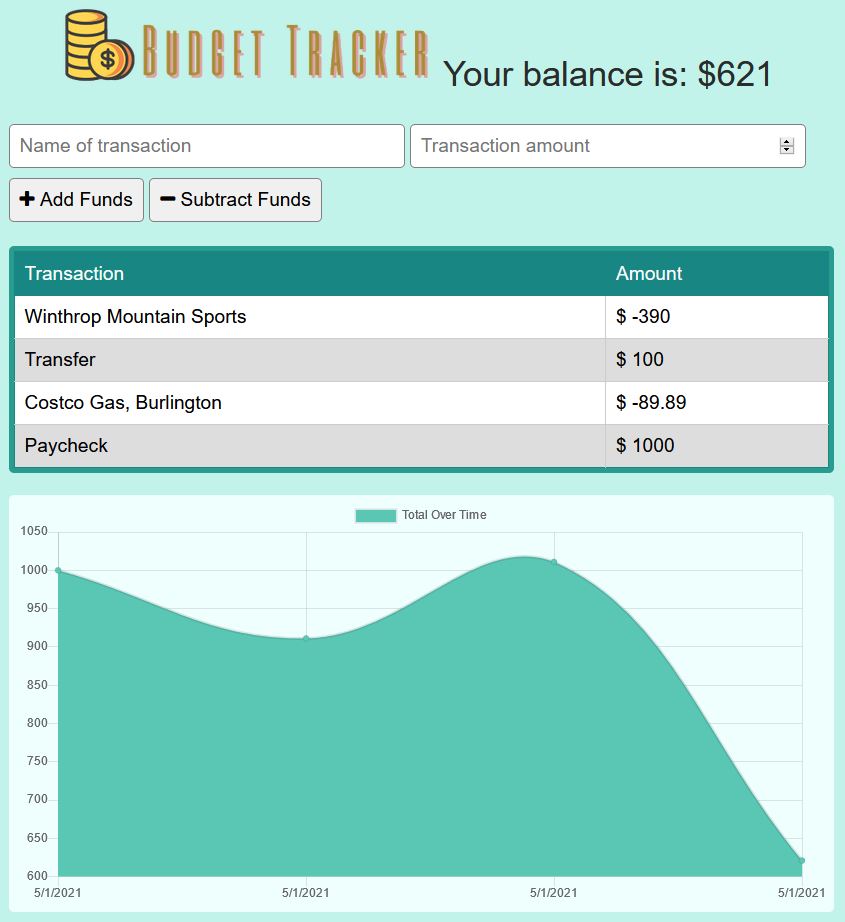 $ Budget Tracker Your balance is: $621
Name of transaction Transaction amount
Add Funds Subtract Funds
Transaction Amount
Winthrop Mountain Sports $ -390
Transfer $ 100
Costco Gas, Burlington $ -89.89
Paycheck $ 1000
Total Over Time
1050
1000
950
900
850
800
750
700
650
600
5/1/2021 5/1/2021 5/1/2021 5/1/2021